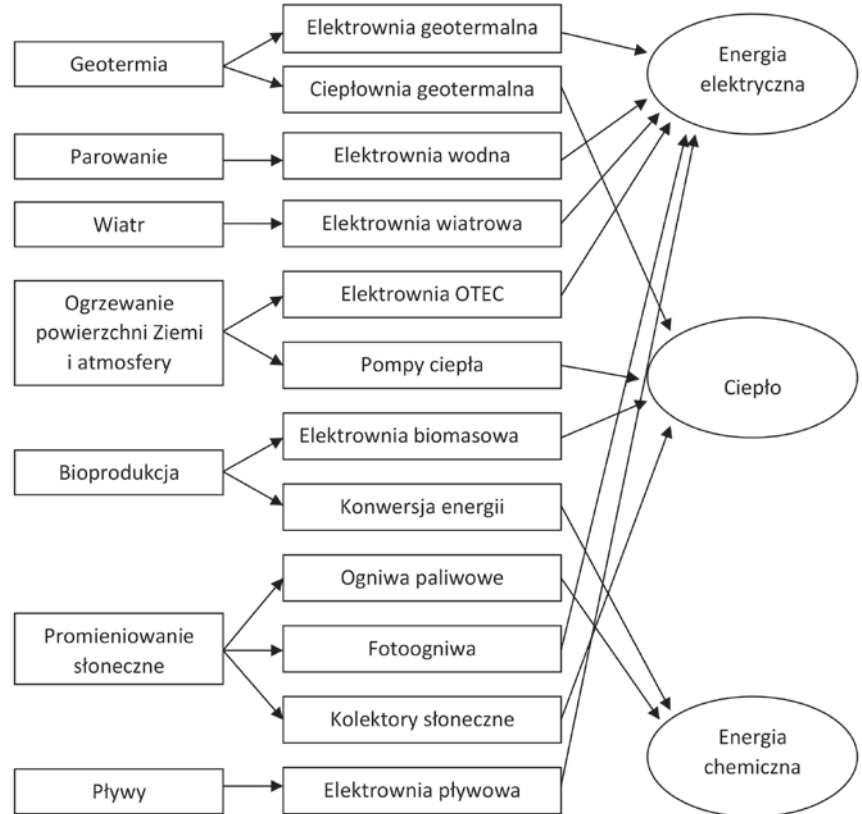 Geotermia
Elektrownia geotermalna
Ciepłownia geotermalna
Energia
elektryczna
Parowanie
Elektrownia wodna
Wiatr
Elektrownia wiatrowa
Ogrzewanie
powierzchni Ziemi
i atmosfery
Elektrownia OTEC
Pompy ciepła
Ciepło
Bioprodukcja
Elektrownia biomasowa
Konwersja energii
Promieniowanie
słoneczne
Ogniwa paliwowe
Fotoogniwa
Kolektory słoneczne
Energia
chemiczna
Pływy
Elektrownia pływowa